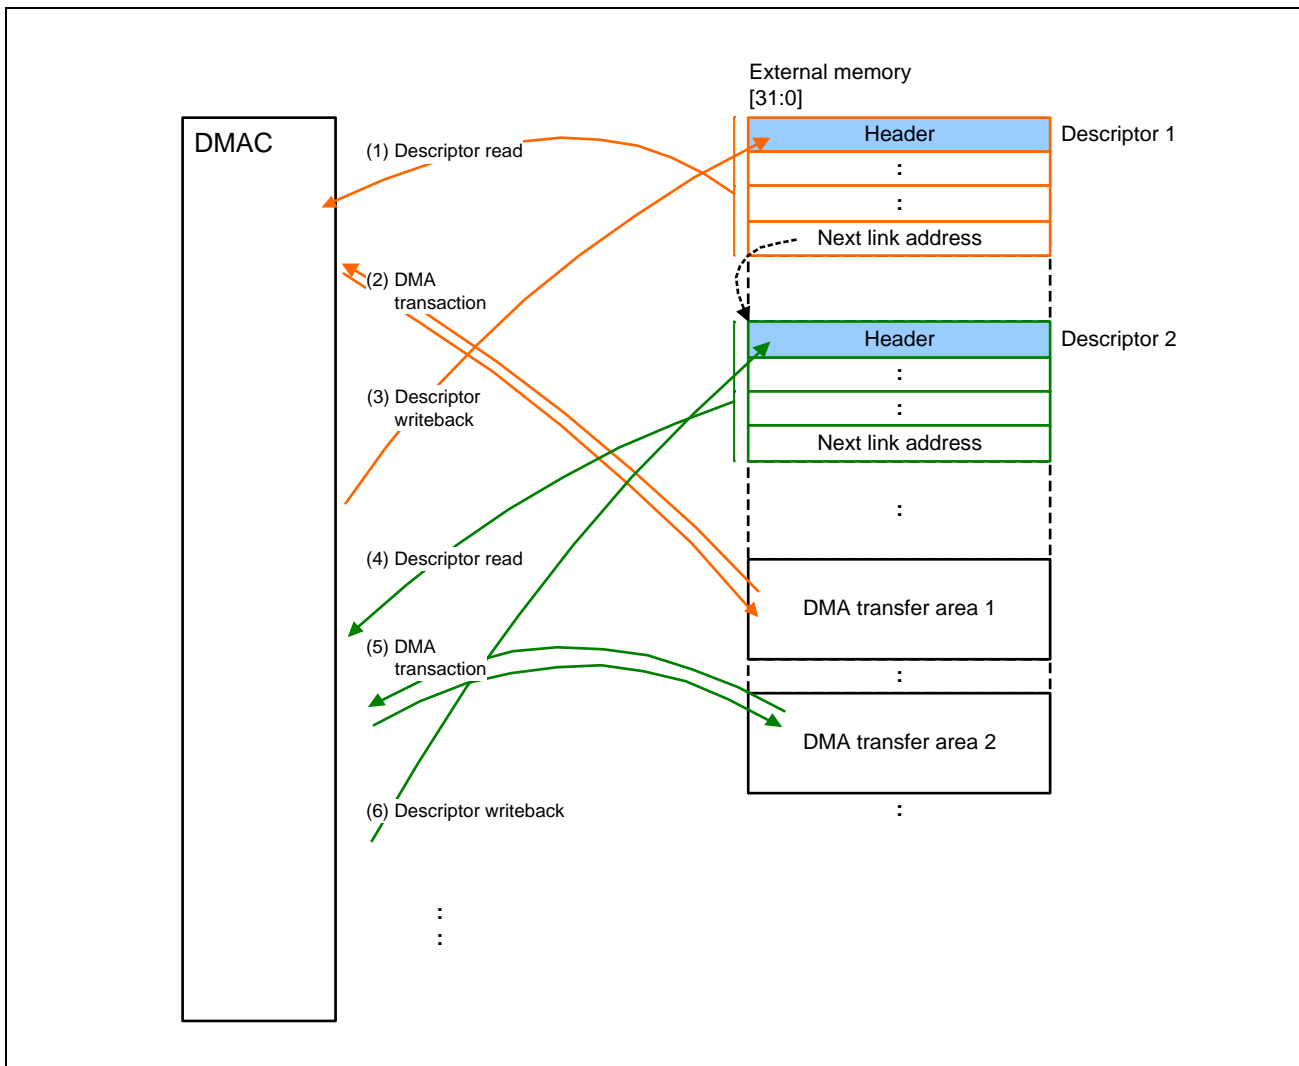 External memory
[31:0]
DMAC
(1) Descriptor read
Header
Descriptor 1
:
:
Next link address
(2) DMA
transaction
Header
Descriptor 2
:
(3) Descriptor
writeback
:
Next link address
:
(4) Descriptor read
DMA transfer area 1
(5) DMA
transaction
:
DMA transfer area 2
(6) Descriptor writeback
:
:
: